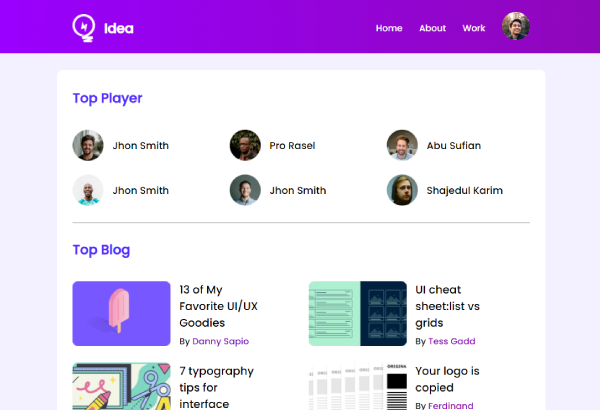 Idea
Home About Work
Top Player
Jhon Smith Pro Rasel Abu Sufian
Jhon Smith Jhon Smith Shajedul Karim
Top Blog
13 of My
Favorite UI/UX
Goodies
By Danny Sapio
UI cheat
sheet:list vs
grids
By Tess Gadd
7 typography
tips for
interface
ORIGINA
Your logo is
copied
By Ferdinand